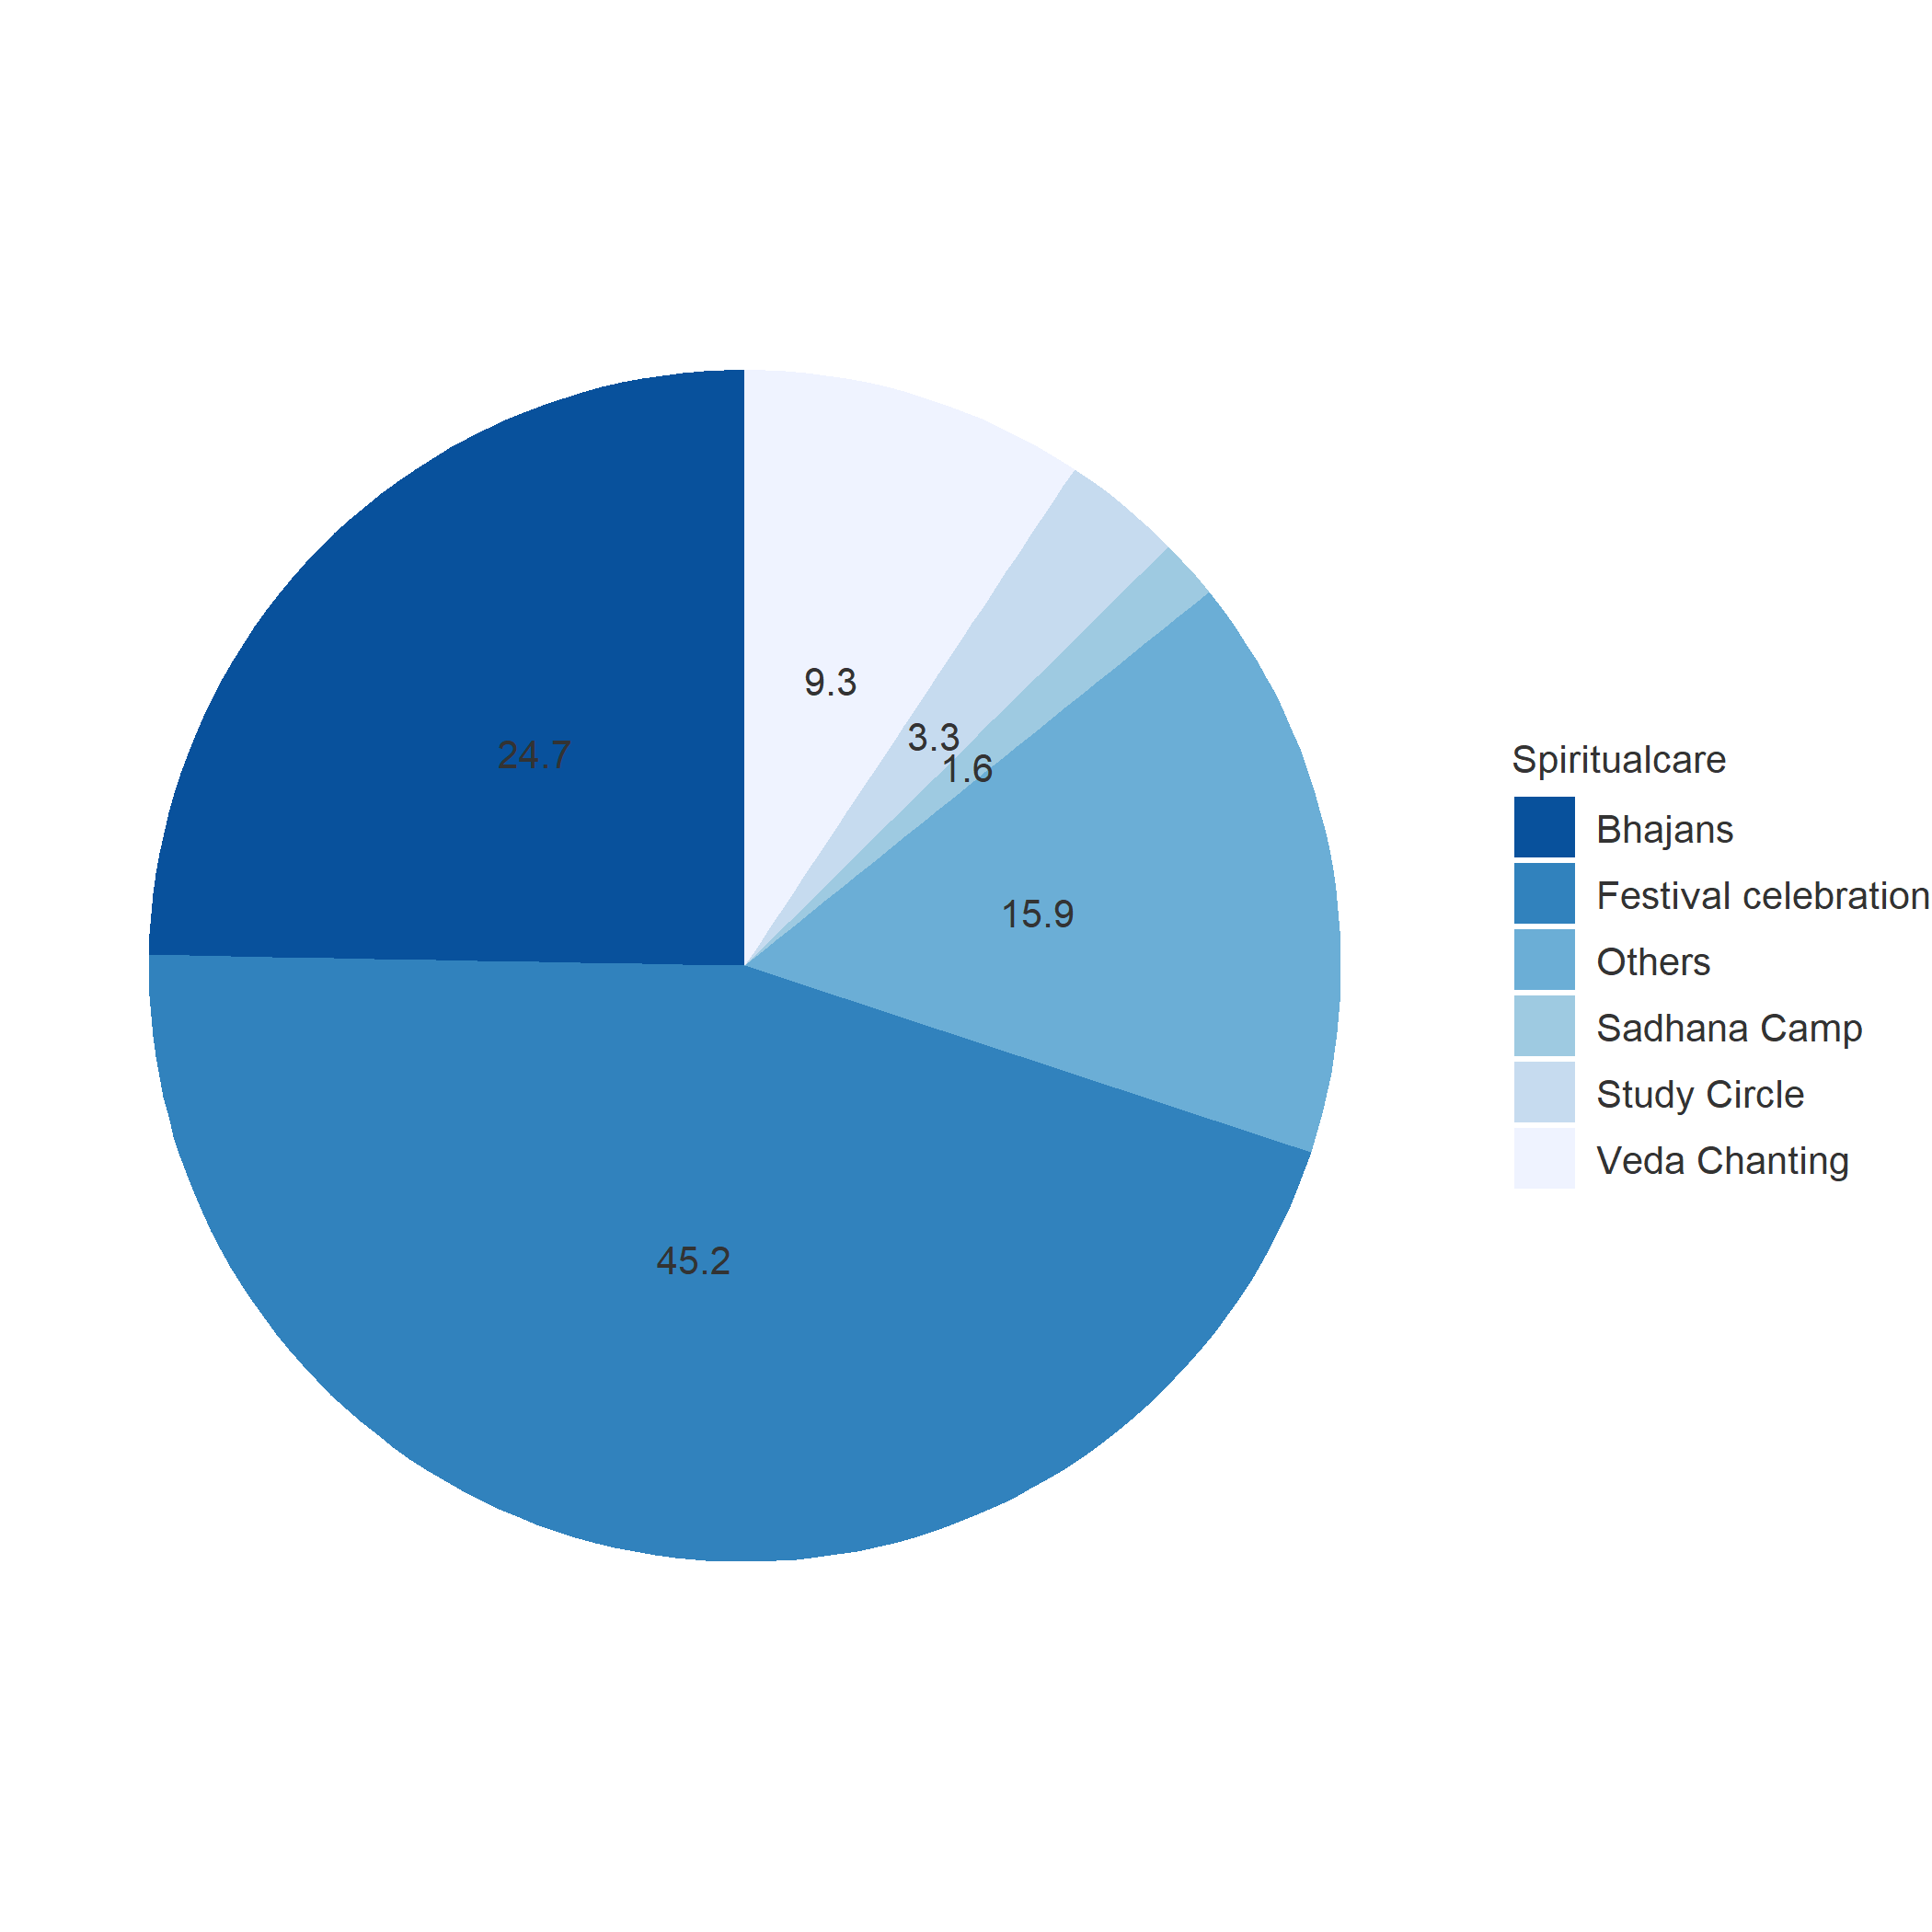 9.3
3.3
24.7
1.6
15.9
45.2
Spiritualcare
Bhajans
Festival celebration
Others
Sadhana Camp
Study Circle
Veda Chanting